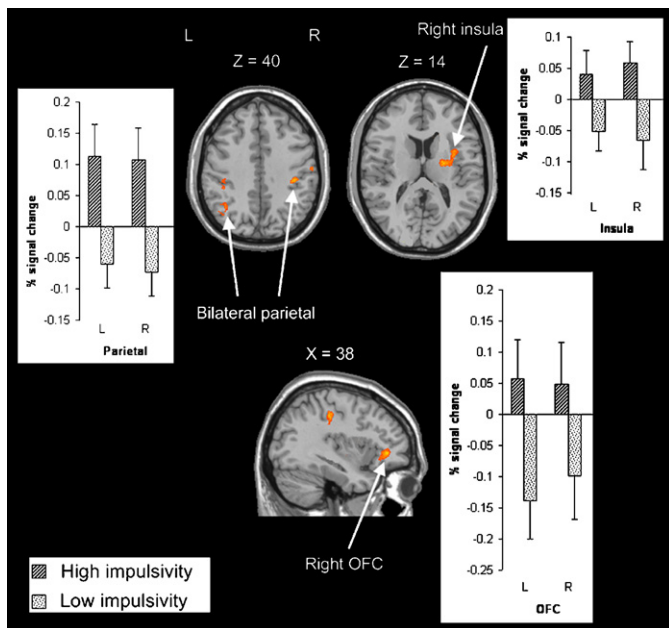 L R
Z = 40
Z = 14
Right insula
0.1
0.05
0
-0.05
-0.1
-0.15
% signal change
L R
Insula
0.2
0.15
0.1
0.05
0
-0.05
-0.1
-0.15
% signal change
L R
Parietal
Bilateral parietal
X = 38
Right OFC
0.2
0.15
0.1
0.05
0
-0.05
-0.1
-0.15
-0.2
-0.25
% signal change
L R
OFC
High impulsivity
Low impulsivity